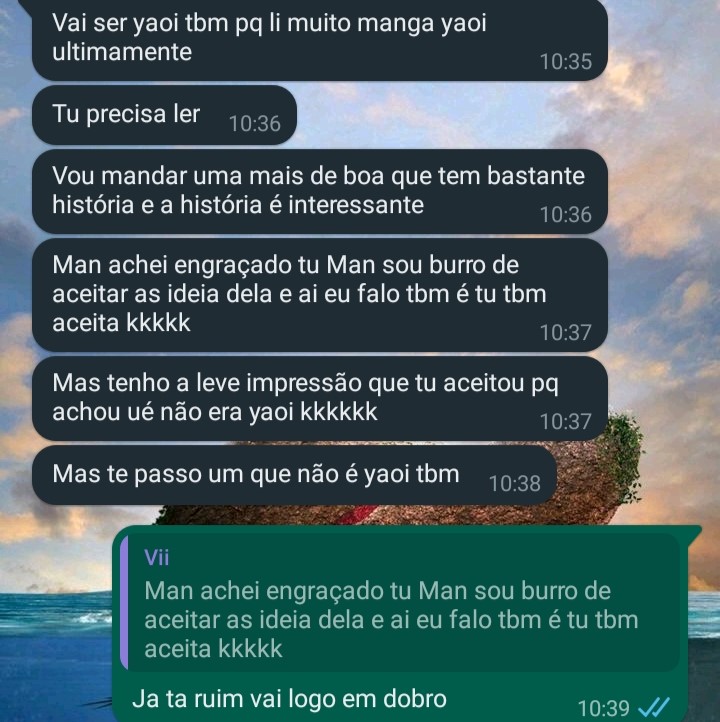 Vai ser yaoi tbm pq li muito manga yaoi
ultimamente
10:35
Tu precisa ler
10:36
Vou mandar uma mais de boa que tem bastante
história e a história é interessante
10:36
Man achei engraçado tu Man sou burro de
aceitar as ideia dela e ai eu falo tbm é tu tbm
aceita kkkkk
10:37
Mas tenho a leve impressão que tu aceitou pq
achou ué não era yaoi kkkkkk
10:37
Mas te passo um que não é yaoi tbm
10:38
Vii
Man achei engraçado tu Man sou burro de
aceitar as ideia dela e ai eu falo tbm é tu tbm
aceita kkkkk
Ja ta ruim vai logo em dobro
10:39